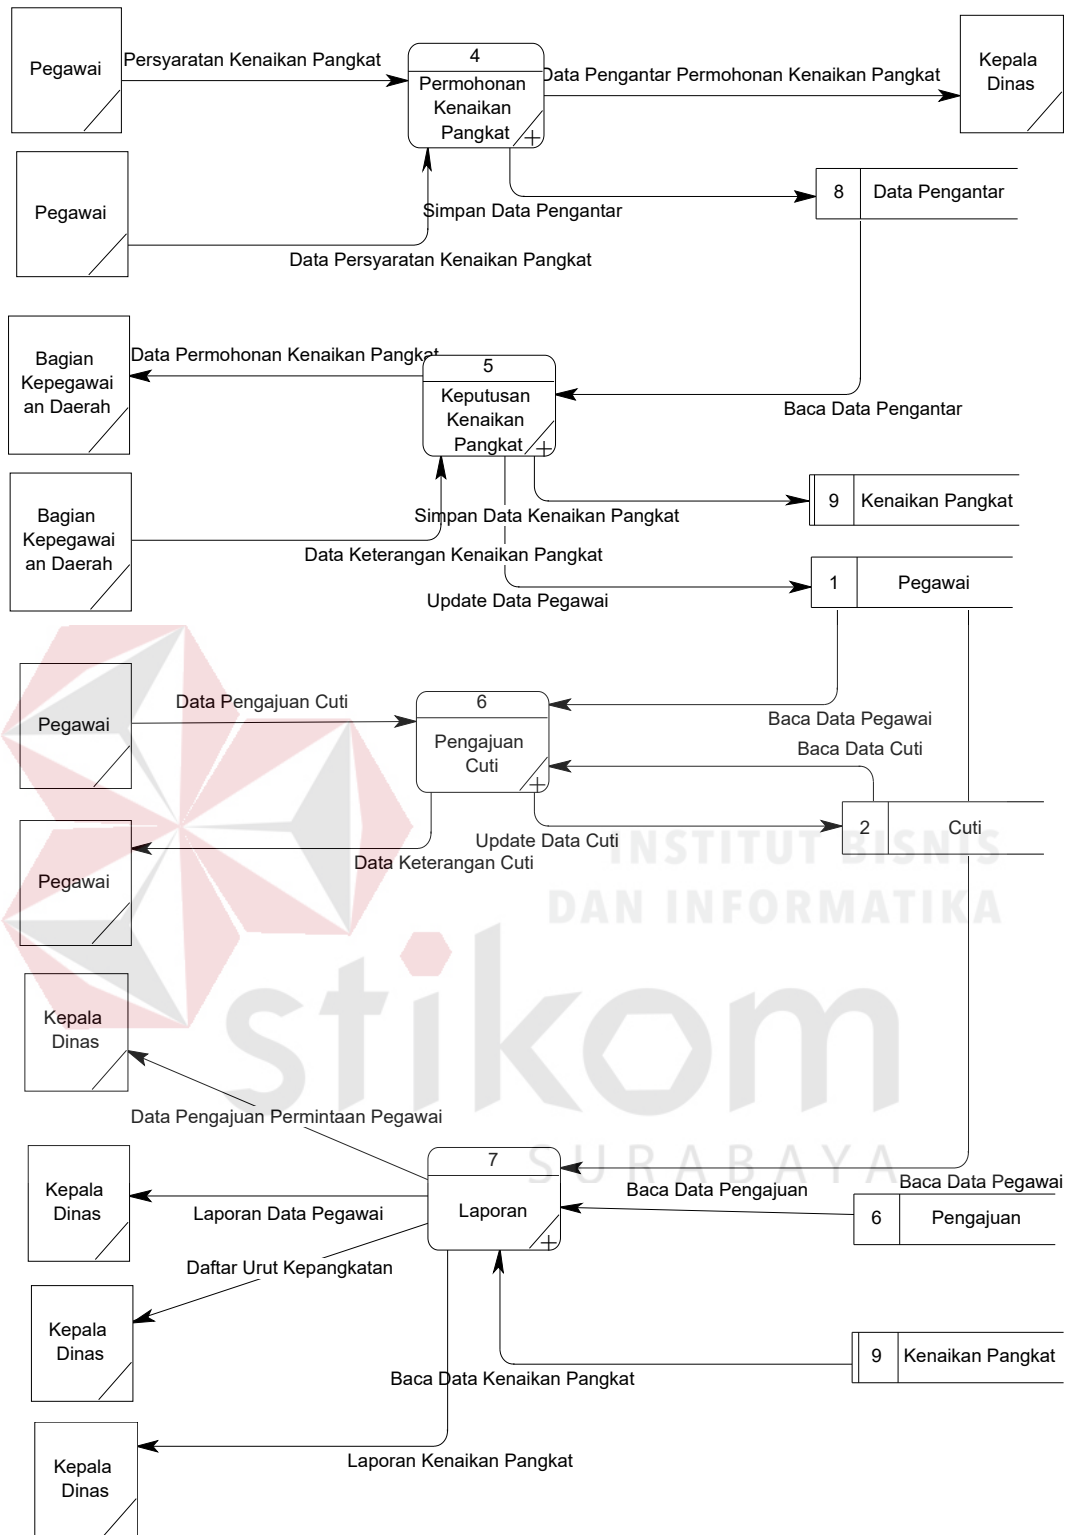 Pegawai
Persyaratan Kenaikan Pangkat
4
Permohonan
Kenaikan
Pangkat
Data Pengantar Permohonan Kenaikan Pangkat
Kepala
Dinas
Pegawai
Data Persyaratan Kenaikan Pangkat
Simpan Data Pengantar
8
Data Pengantar
Bagian
Kepegawai
an Daerah
Data Permohonan Kenaikan Pangkat
5
Keputusan
Kenaikan
Pangkat
Baca Data Pengantar
Bagian
Kepegawai
an Daerah
Simpan Data Kenaikan Pangkat
9
Kenaikan Pangkat
Data Keterangan Kenaikan Pangkat
Update Data Pegawai
1
Pegawai
Pegawai
Data Pengajuan Cuti
6
Pengajuan
Cuti
Baca Data Pegawai
Baca Data Cuti
Update Data Cuti
2
Cuti
Pegawai
Data Keterangan Cuti
INSTITUT BISNIS
DAN INFORMATIKA
stikom
SURABAYA
Kepala
Dinas
Data Pengajuan Permintaan Pegawai
7
Laporan
Baca Data Pegawai
Baca Data Pengajuan
6
Pengajuan
Kepala
Dinas
Laporan Data Pegawai
Daftar Urut Kepangkatan
Kepala
Dinas
Baca Data Kenaikan Pangkat
9
Kenaikan Pangkat
Laporan Kenaikan Pangkat
Kepala
Dinas